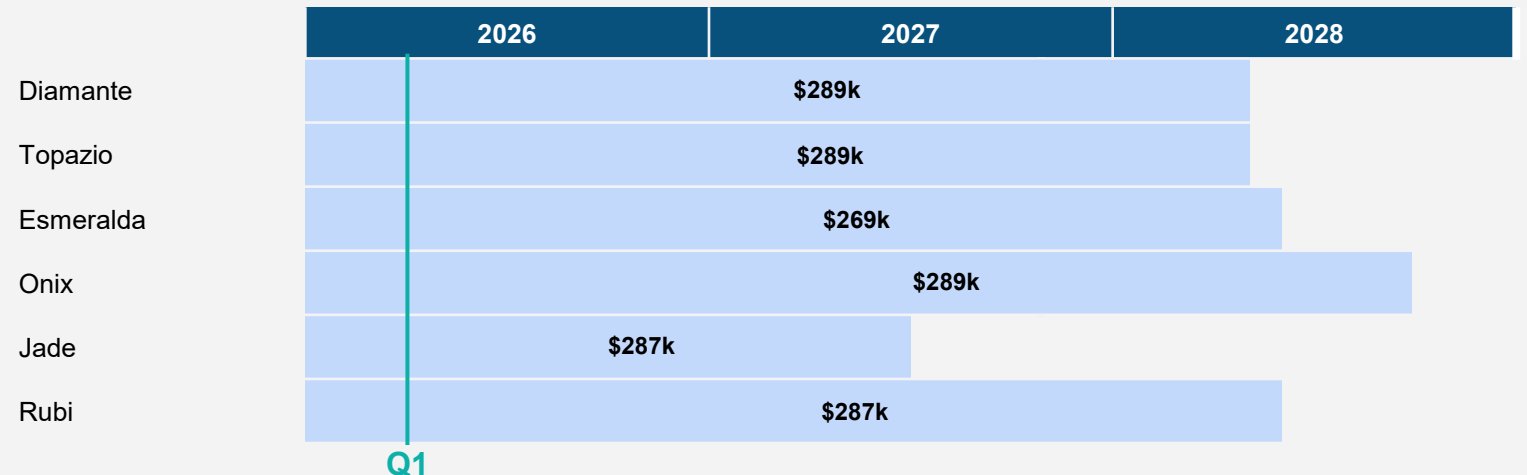 2026 2027 2028
Diamante $289k
Topazio $289k
Esmeralda $269k
Onix $289k
Jade $287k
Rubi $287k
Q1